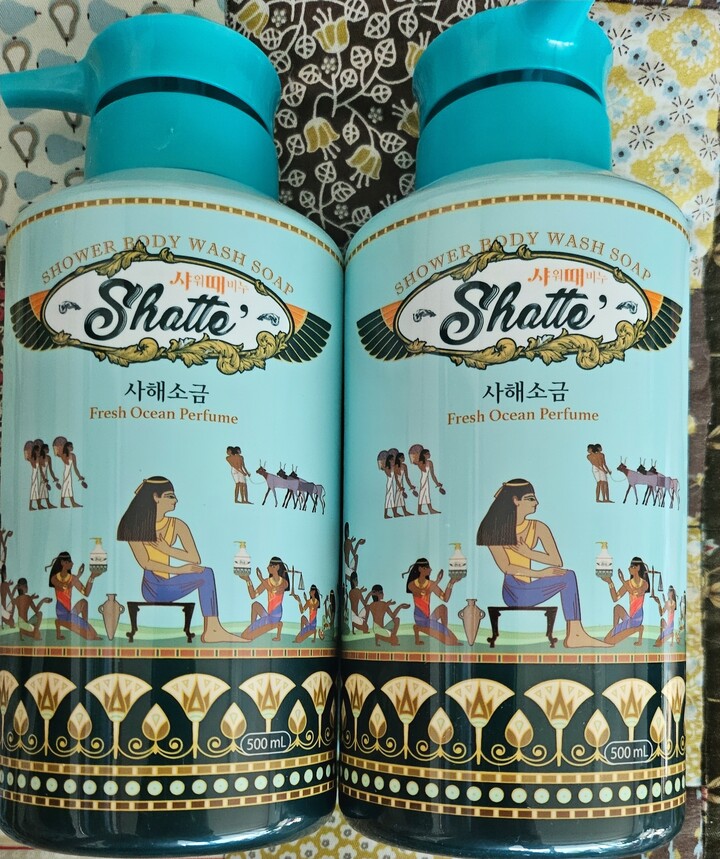 SHOWER BODY WASH SOAP
샤워때비누
Shatte'
사해소금
Fresh Ocean Perfume
500 mL
SHOWER BODY WASH SOAP
샤워때비누
Shatte'
사해소금
Fresh Ocean Perfume
500 mL